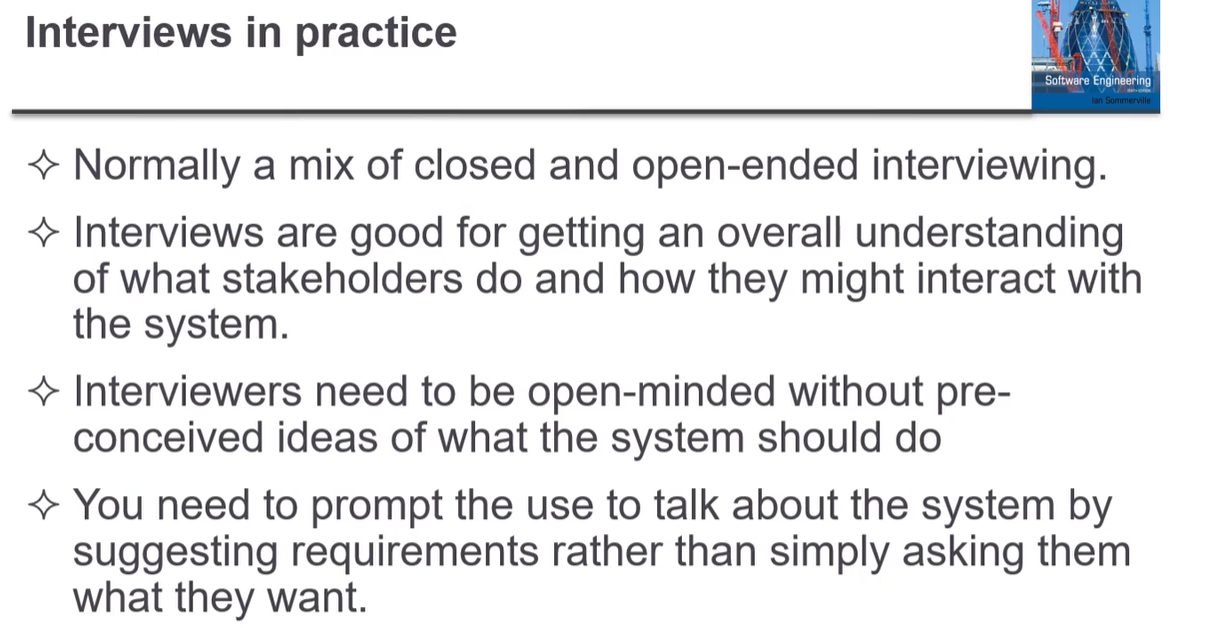 Interviews in practice
Software Engineering
Ian Sommerville
✧ Normally a mix of closed and open-ended interviewing.
✧ Interviews are good for getting an overall understanding
of what stakeholders do and how they might interact with
the system.
✧ Interviewers need to be open-minded without pre-
conceived ideas of what the system should do
✧ You need to prompt the use to talk about the system by
suggesting requirements rather than simply asking them
what they want.